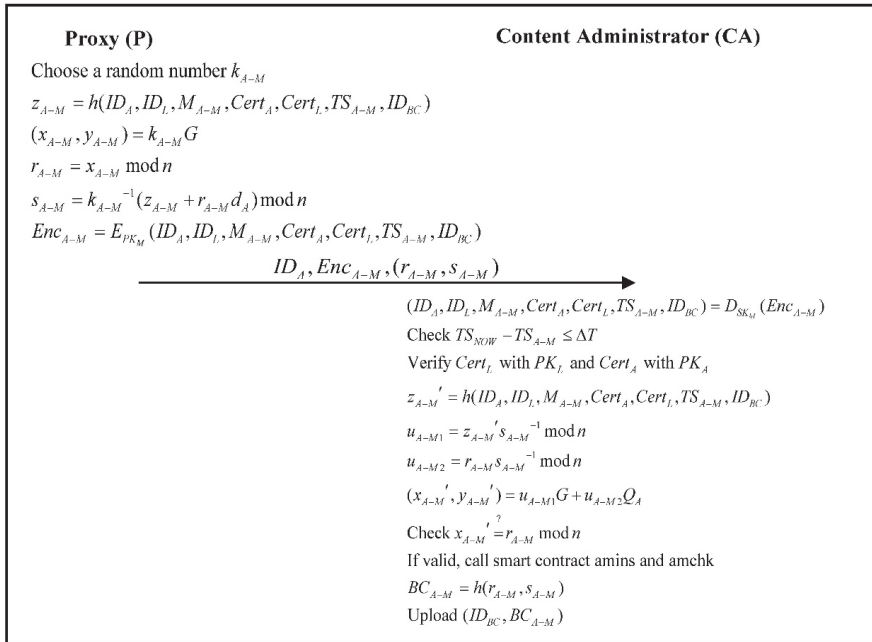 Proxy (P)
Content Administrator (CA)
Choose a random number k_{A-M}
z_{A-M} = h(ID_A, ID_L, M_{A-M}, Cert_A, Cert_L, TS_{A-M}, ID_{BC})
(x_{A-M}, y_{A-M}) = k_{A-M}G
r_{A-M} = x_{A-M} mod n
s_{A-M} = k_{A-M}^{-1}(z_{A-M} + r_{A-M}d_A) mod n
Enc_{A-M} = E_{PK_M}(ID_A, ID_L, M_{A-M}, Cert_A, Cert_L, TS_{A-M}, ID_{BC})
ID_A, Enc_{A-M}, (r_{A-M}, s_{A-M})
(ID_A, ID_L, M_{A-M}, Cert_A, Cert_L, TS_{A-M}, ID_{BC}) = D_{SK_M}(Enc_{A-M})
Check TS_{NOW} − TS_{A-M} ≤ ΔT
Verify Cert_L with PK_L and Cert_A with PK_A
z_{A-M}' = h(ID_A, ID_L, M_{A-M}, Cert_A, Cert_L, TS_{A-M}, ID_{BC})
u_{A-M1} = z_{A-M}'s_{A-M}^{-1} mod n
u_{A-M2} = r_{A-M}s_{A-M}^{-1} mod n
(x_{A-M}', y_{A-M}') = u_{A-M1}G + u_{A-M2}Q_A
Check x_{A-M}' =^? r_{A-M} mod n
If valid, call smart contract amins and amchk
BC_{A-M} = h(r_{A-M}, s_{A-M})
Upload (ID_{BC}, BC_{A-M})